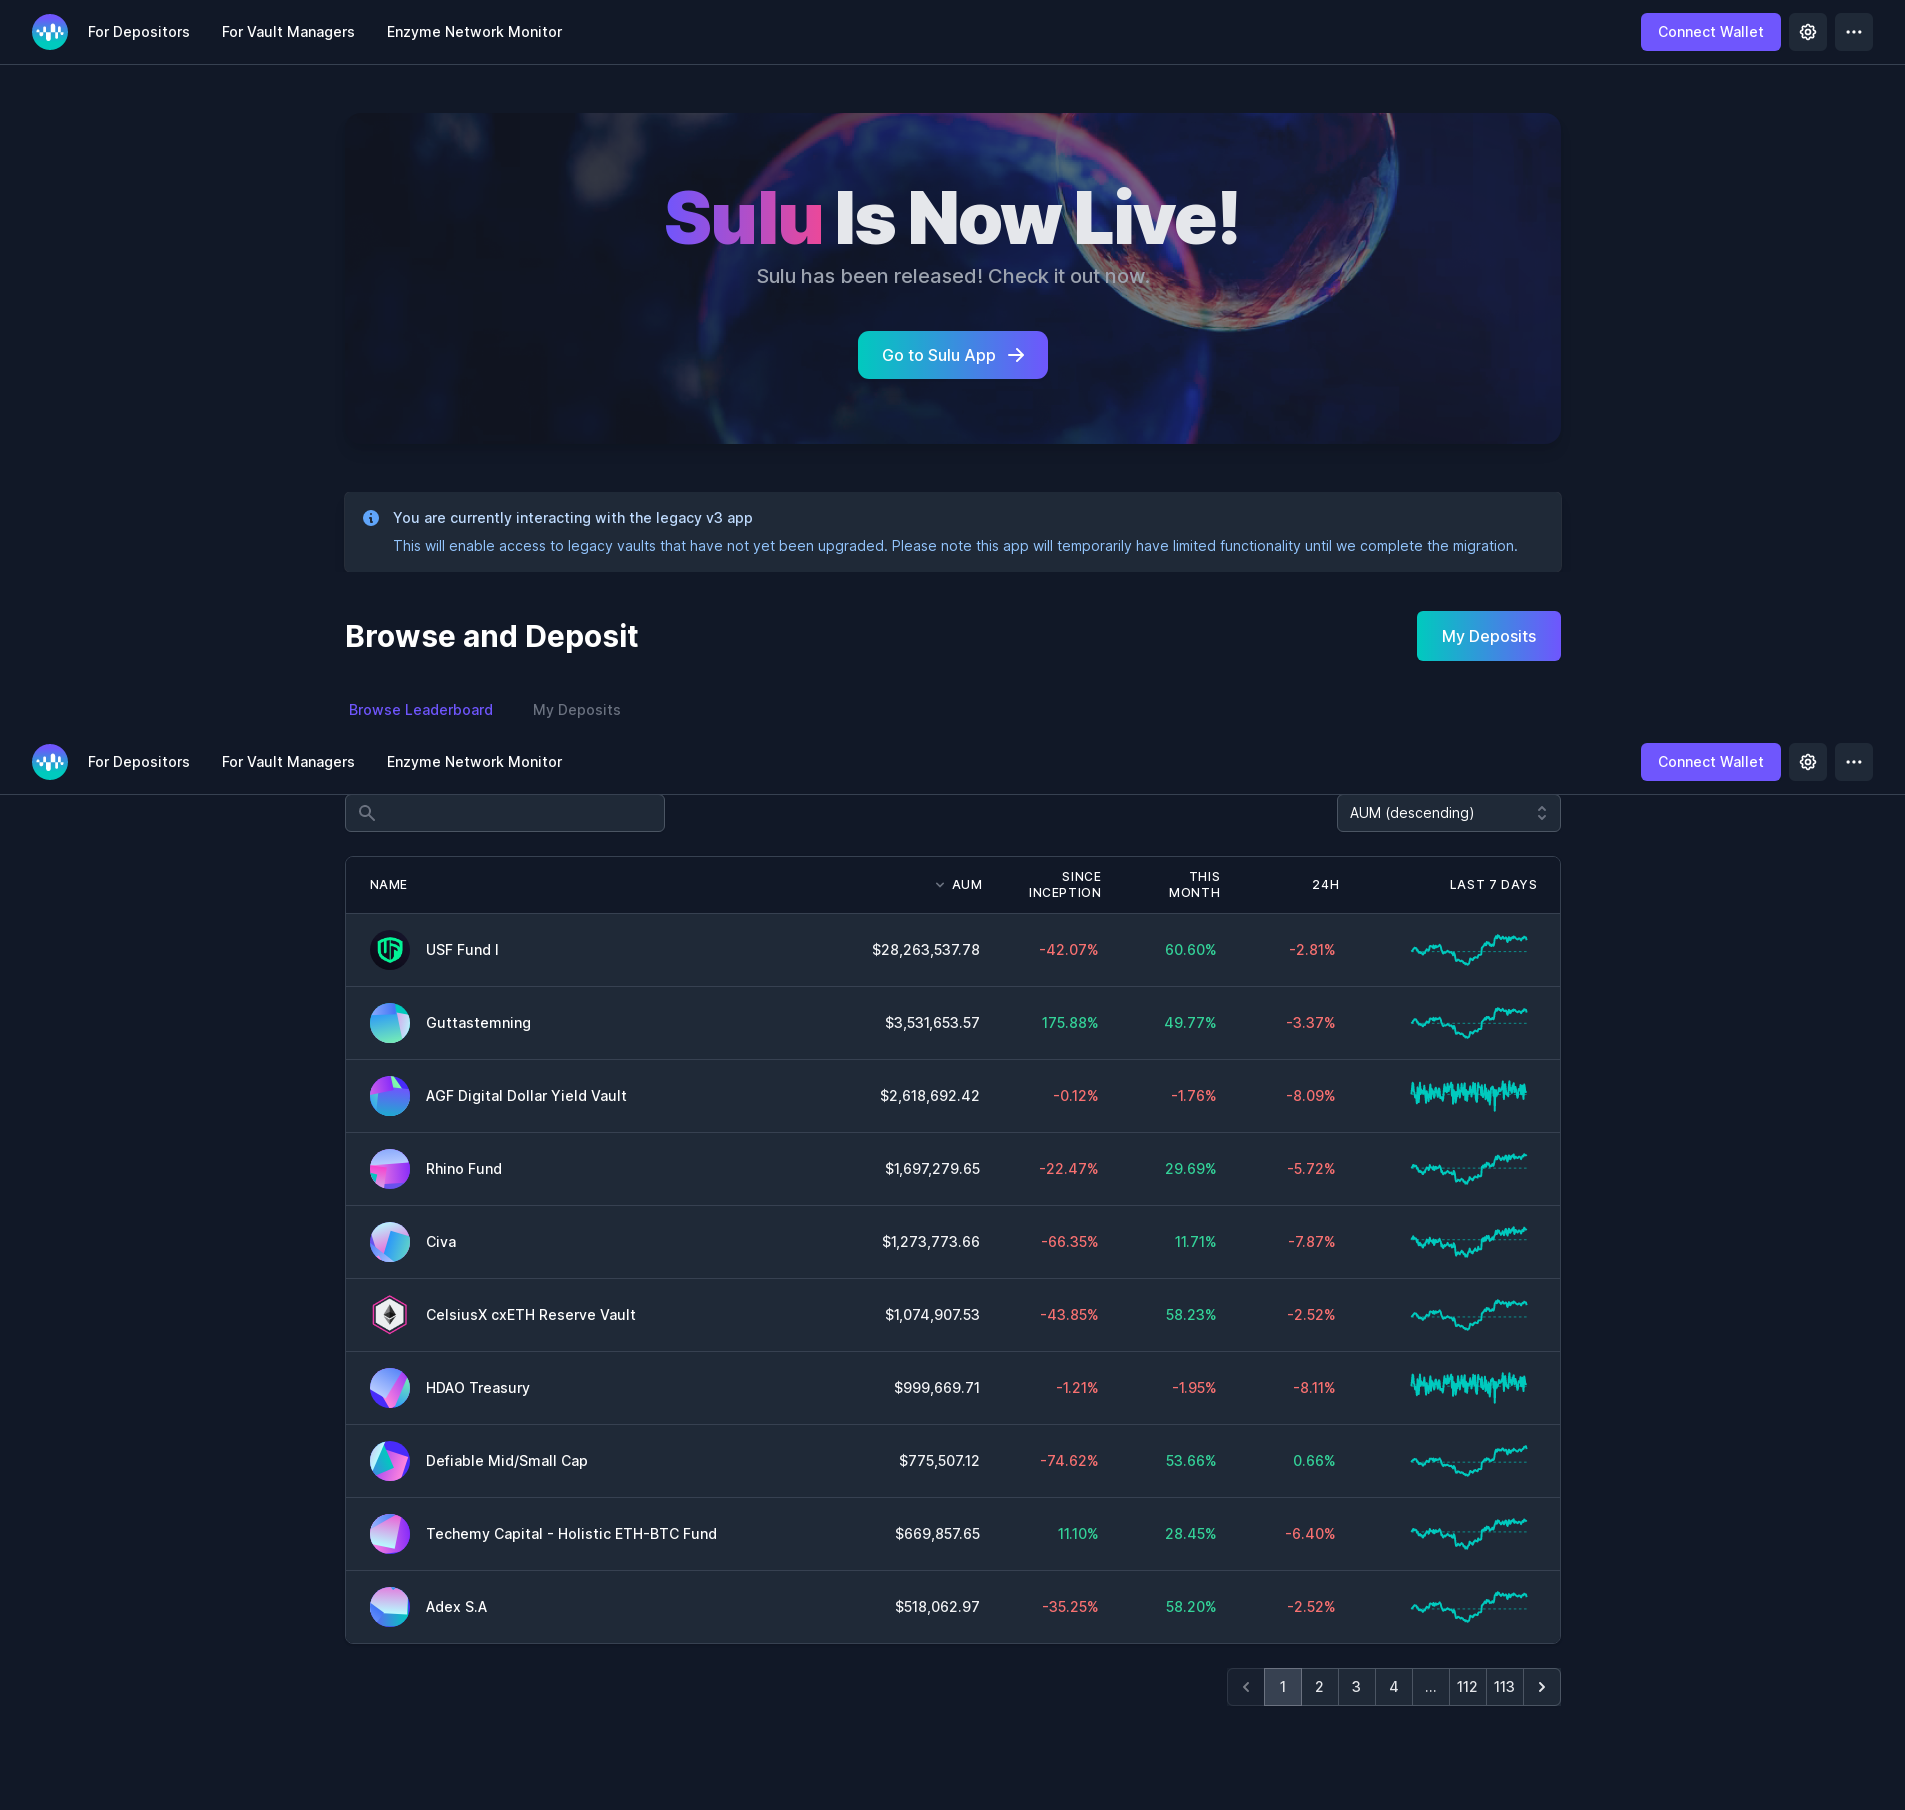 For Depositors For Vault Managers Enzyme Network Monitor Connect Wallet
Sulu Is Now Live!
Sulu has been released! Check it out now.
Go to Sulu App
You are currently interacting with the legacy v3 app
This will enable access to legacy vaults that have not yet been upgraded. Please note this app will temporarily have limited functionality until we complete the migration.
Browse and Deposit My Deposits
Browse Leaderboard My Deposits
For Depositors For Vault Managers Enzyme Network Monitor Connect Wallet
AUM (descending)
NAME AUM SINCE INCEPTION THIS MONTH 24H LAST 7 DAYS
USF Fund I $28,263,537.78 -42.07% 60.60% -2.81%
Guttastemning $3,531,653.57 175.88% 49.77% -3.37%
AGF Digital Dollar Yield Vault $2,618,692.42 -0.12% -1.76% -8.09%
Rhino Fund $1,697,279.65 -22.47% 29.69% -5.72%
Civa $1,273,773.66 -66.35% 11.71% -7.87%
CelsiusX cxETH Reserve Vault $1,074,907.53 -43.85% 58.23% -2.52%
HDAO Treasury $999,669.71 -1.21% -1.95% -8.11%
Defiable Mid/Small Cap $775,507.12 -74.62% 53.66% 0.66%
Techemy Capital - Holistic ETH-BTC Fund $669,857.65 11.10% 28.45% -6.40%
Adex S.A $518,062.97 -35.25% 58.20% -2.52%
1 2 3 4 ... 112 113